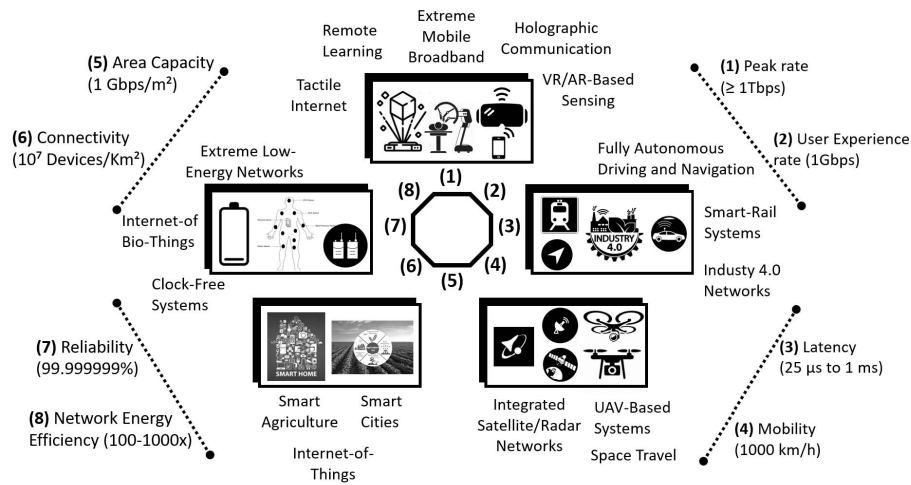 Remote
Learning
Extreme
Mobile
Broadband
Holographic
Communication
Tactile
Internet
VR/AR-Based
Sensing
(5) Area Capacity
(1 Gbps/m²)
(6) Connectivity
(10⁷ Devices/Km²)
(1) Peak rate
(≥ 1Tbps)
(2) User Experience
rate (1Gbps)
Extreme Low-
Energy Networks
Internet-of
Bio-Things
Clock-Free
Systems
Fully Autonomous
Driving and Navigation
Smart-Rail
Systems
Industy 4.0
Networks
INDUSTRY
4.0
(1)
(2)
(3)
(4)
(5)
(6)
(7)
(8)
(7) Reliability
(99.999999%)
(8) Network Energy
Efficiency (100-1000x)
SMART HOME
Smart
Agriculture
Smart
Cities
Internet-of-
Things
Integrated
Satellite/Radar
Networks
UAV-Based
Systems
Space Travel
(3) Latency
(25 µs to 1 ms)
(4) Mobility
(1000 km/h)